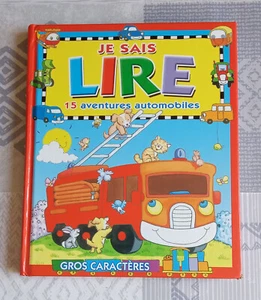 JE SAIS
LIRE
15 aventures automobiles
GROS CARACTÈRES